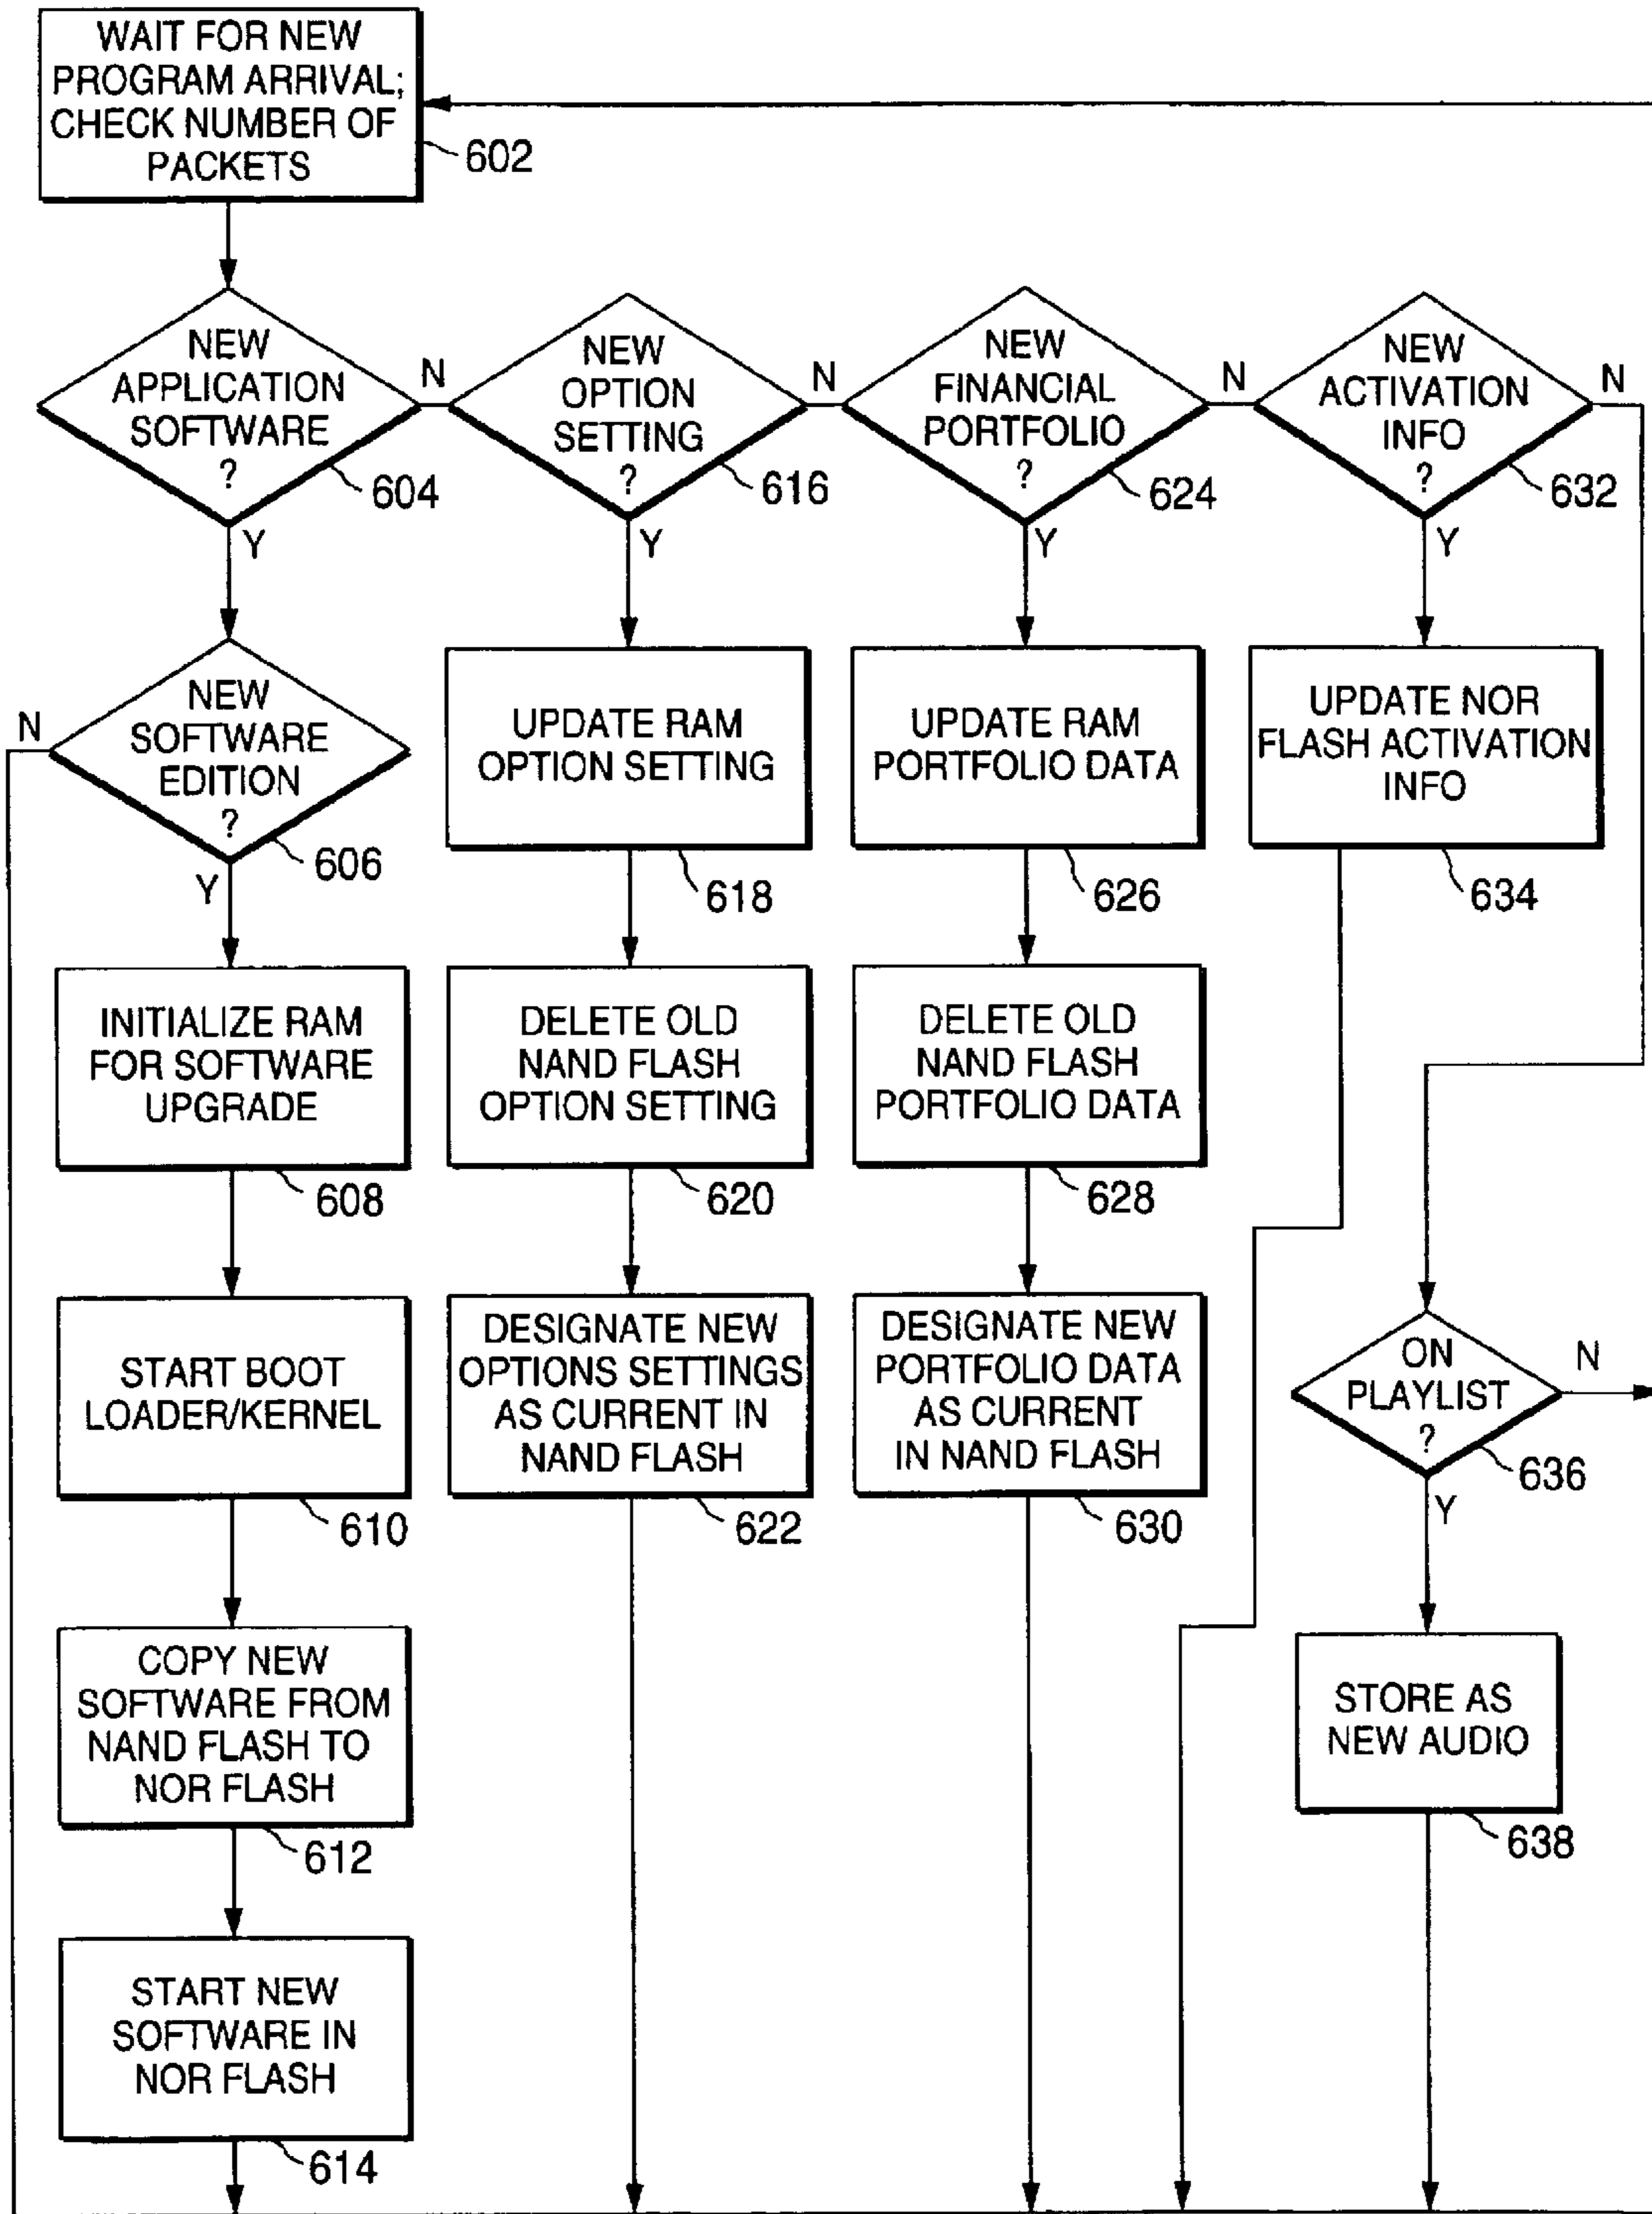 WAIT FOR NEW
PROGRAM ARRIVAL;
CHECK NUMBER OF
PACKETS
602
NEW
APPLICATION
SOFTWARE
?
604
N
Y
NEW
OPTION
SETTING
?
616
N
Y
NEW
FINANCIAL
PORTFOLIO
?
624
N
Y
NEW
ACTIVATION
INFO
?
632
N
Y
NEW
SOFTWARE
EDITION
?
606
N
Y
UPDATE RAM
OPTION SETTING
618
UPDATE RAM
PORTFOLIO DATA
626
UPDATE NOR
FLASH ACTIVATION
INFO
634
INITIALIZE RAM
FOR SOFTWARE
UPGRADE
608
DELETE OLD
NAND FLASH
OPTION SETTING
620
DELETE OLD
NAND FLASH
PORTFOLIO DATA
628
START BOOT
LOADER/KERNEL
610
DESIGNATE NEW
OPTIONS SETTINGS
AS CURRENT IN
NAND FLASH
622
DESIGNATE NEW
PORTFOLIO DATA
AS CURRENT
IN NAND FLASH
630
ON
PLAYLIST
?
636
N
Y
COPY NEW
SOFTWARE FROM
NAND FLASH TO
NOR FLASH
612
STORE AS
NEW AUDIO
638
START NEW
SOFTWARE IN
NOR FLASH
614